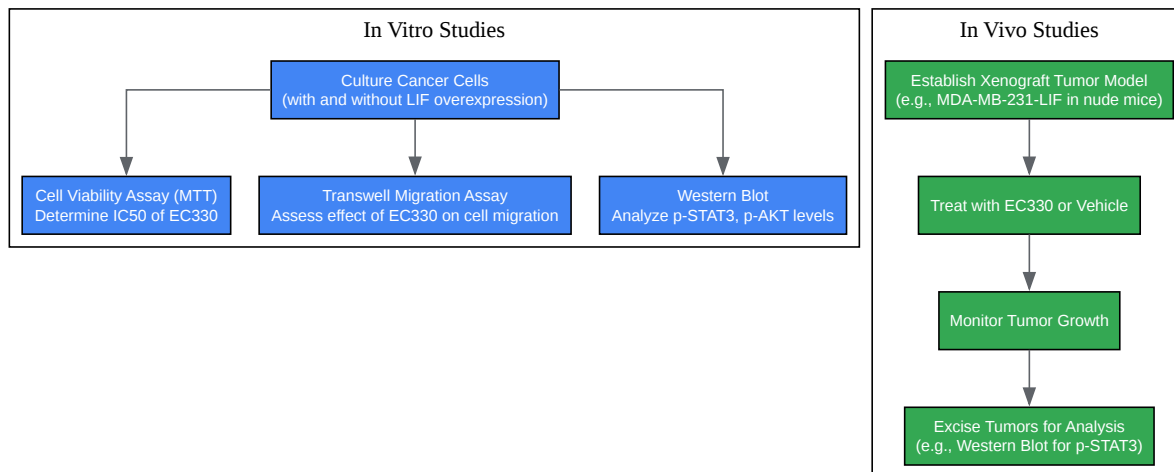 In Vitro Studies
Culture Cancer Cells
(with and without LIF overexpression)
Cell Viability Assay (MTT)
Determine IC50 of EC330
Transwell Migration Assay
Assess effect of EC330 on cell migration
Western Blot
Analyze p-STAT3, p-AKT levels
In Vivo Studies
Establish Xenograft Tumor Model
(e.g., MDA-MB-231-LIF in nude mice)
Treat with EC330 or Vehicle
Monitor Tumor Growth
Excise Tumors for Analysis
(e.g., Western Blot for p-STAT3)